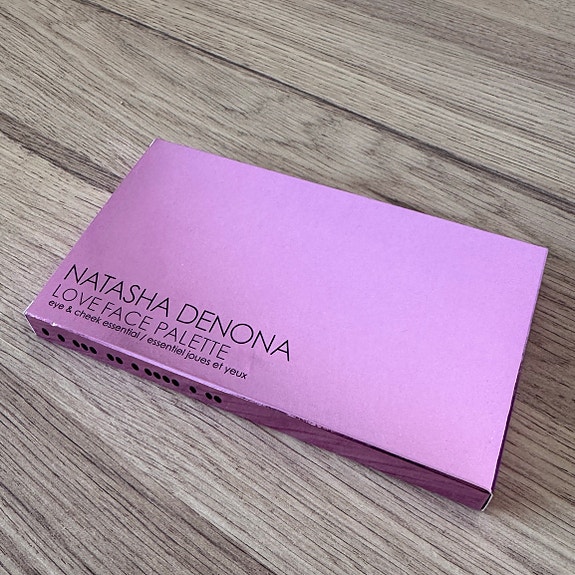 NATASHA DENONA
LOVE FACE PALETTE
eye & cheek essential / essentiel joues et yeux